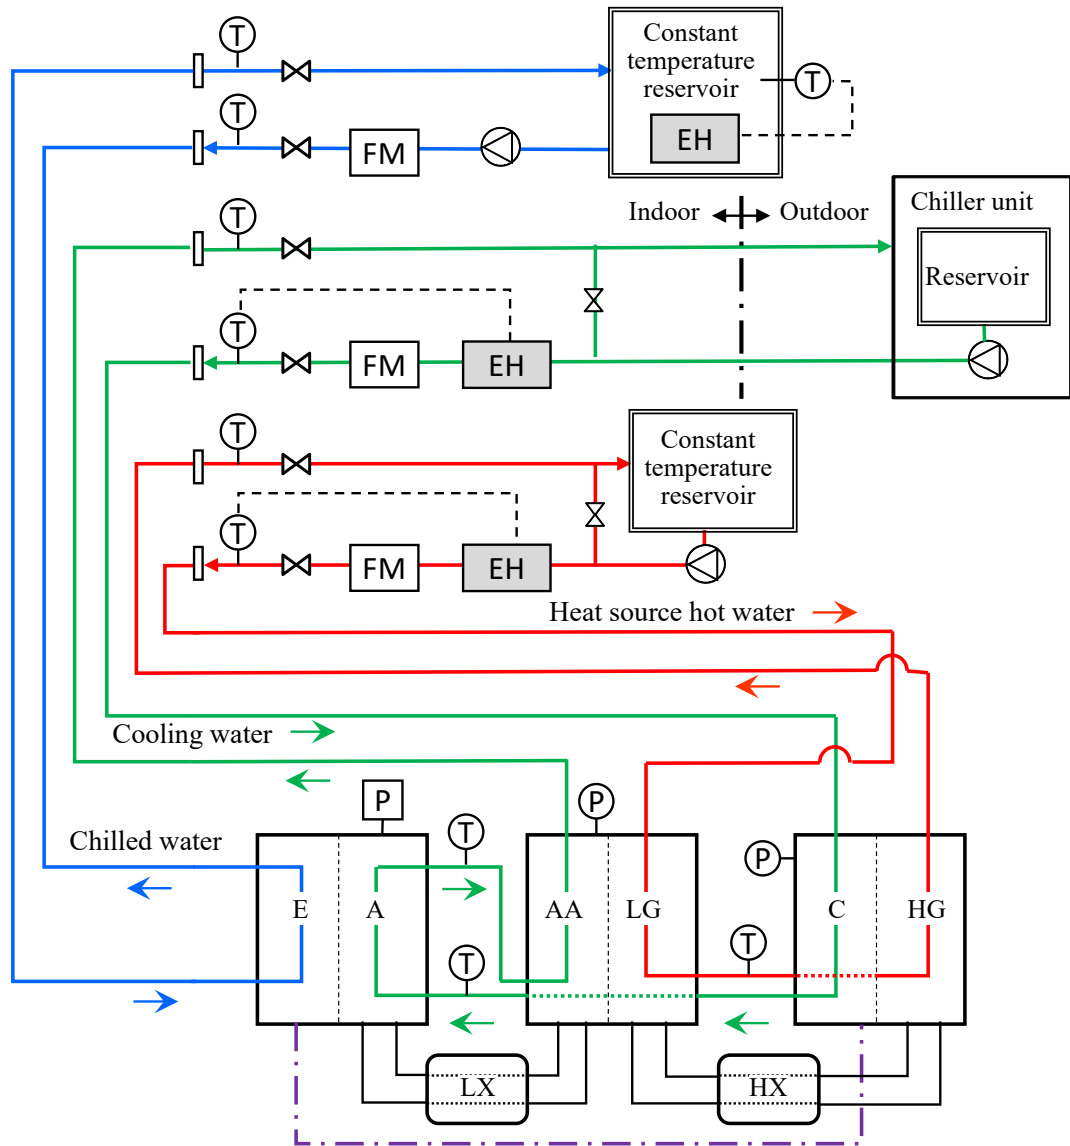 T
Constant
temperature
reservoir
T
T
EH
FM
T
Indoor
Outdoor
Chiller unit
Reservoir
T
FM
EH
T
Constant
temperature
reservoir
T
FM
EH
Heat source hot water
Cooling water
P
P
T
Chilled water
P
E
A
AA
LG
C
HG
T
T
LX
HX